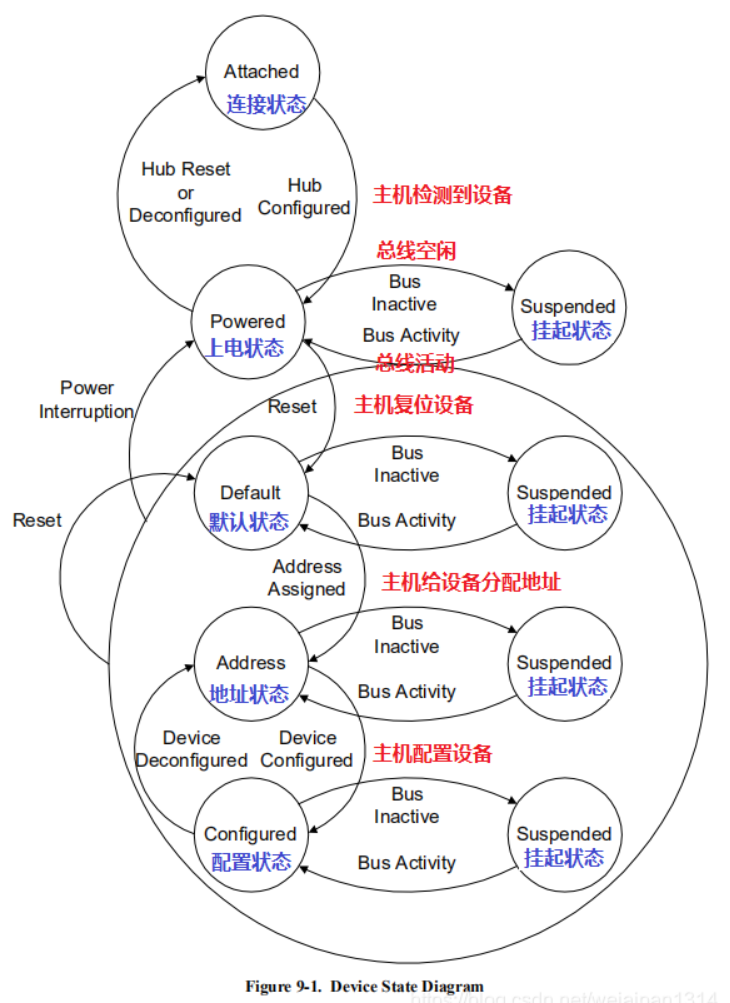 Attached
连接状态
Hub Reset
or
Deconfigured
Hub
Configured
主机检测到设备
总线空闲
Bus
Inactive
Powered
上电状态
Suspended
挂起状态
Bus Activity
总线活动
Power
Interruption
Reset
主机复位设备
Default
默认状态
Bus
Inactive
Suspended
挂起状态
Reset
Bus Activity
Address
Assigned
主机给设备分配地址
Bus
Inactive
Address
地址状态
Suspended
挂起状态
Bus Activity
Device
Deconfigured
Device
Configured
主机配置设备
Bus
Inactive
Configured
配置状态
Suspended
挂起状态
Bus Activity
Figure 9-1. Device State Diagram
https://blog.csdn.net/weiaipan1314